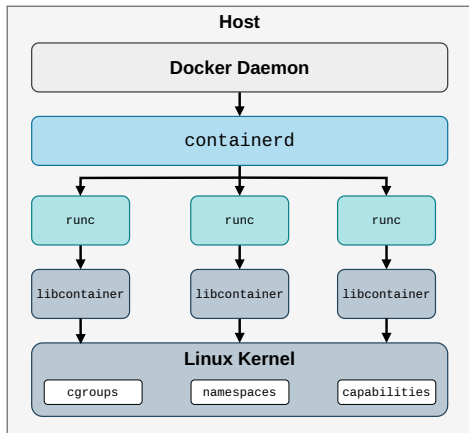 Host
Docker Daemon
containerd
runc runc runc
libcontainer libcontainer libcontainer
Linux Kernel
cgroups namespaces capabilities